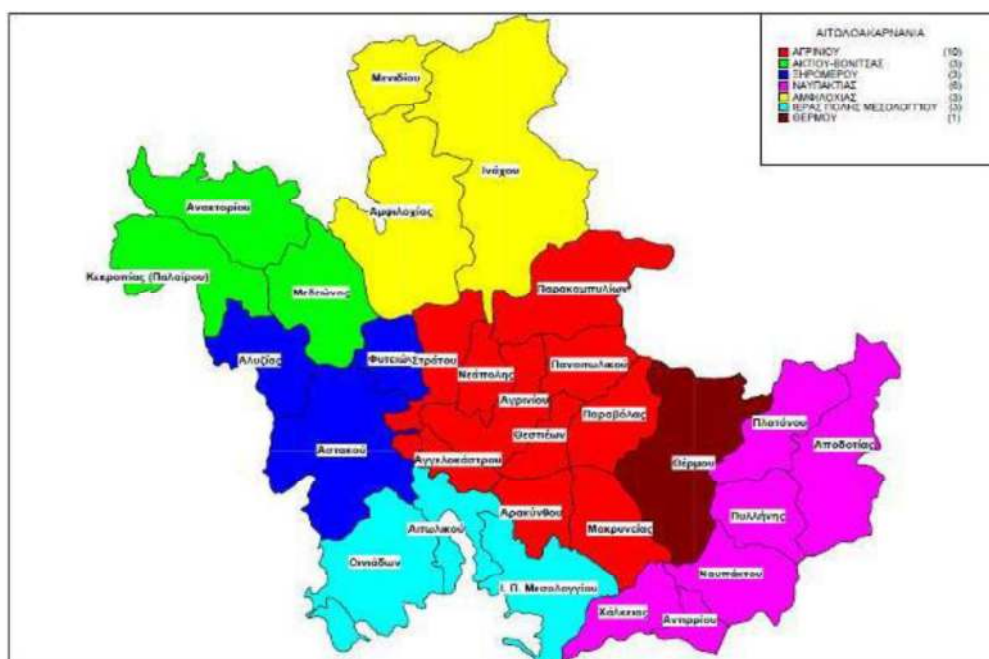 ΑΙΤΩΛΟΑΚΑΡΝΑΝΙΑ
ΑΓΡΙΝΙΟΥ (10)
ΑΚΤΙΟΥ-ΒΟΝΙΤΣΑΣ (3)
ΞΗΡΟΜΕΡΟΥ (3)
ΝΑΥΠΑΚΤΙΑΣ (6)
ΑΜΦΙΛΟΧΙΑΣ (3)
ΙΕΡΑΣ ΠΟΛΗΣ ΜΕΣΟΛΟΓΓΙΟΥ (3)
ΘΕΡΜΟΥ (1)
Μενιδίου
Ινάχου
Αμφιλοχίας
Ανακτορίου
Κεκροπίας (Παλαίρου)
Μεδεώνης
Παρακαμπυλίων
Αλυζίας
Φυτειών
Στράτου
Νεάπολης
Παναιτωλικού
Αγρινίου
Παραβόλας
Θεστιέων
Πλατάνου
Αποδοτίας
Αστακού
Αγγελοκάστρου
Θέρμου
Αρακύνθου
Μακρυνείας
Πυλλήνης
Αιτωλικού
Οινιάδων
Ι. Π. Μεσολογγίου
Ναυπάκτου
Χάλκειας
Αντιρρίου